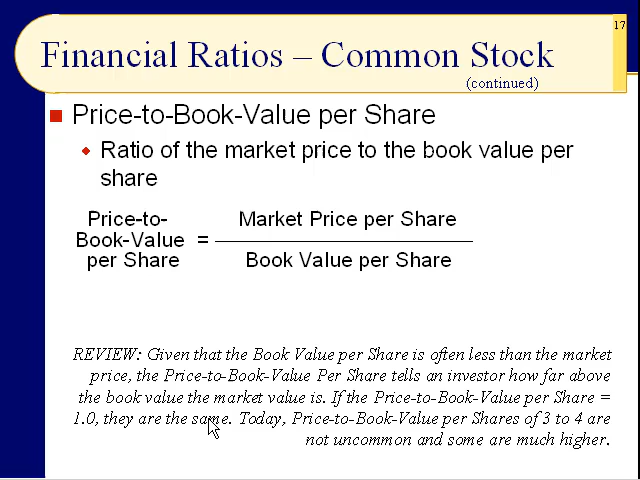 17
Financial Ratios – Common Stock
(continued)
Price-to-Book-Value per Share
Ratio of the market price to the book value per
share
Price-to-
Book-Value
per Share
=
Market Price per Share
Book Value per Share
REVIEW: Given that the Book Value per Share is often less than the market
price, the Price-to-Book-Value Per Share tells an investor how far above
the book value the market value is. If the Price-to-Book-Value per Share =
1.0, they are the same. Today, Price-to-Book-Value per Shares of 3 to 4 are
not uncommon and some are much higher.